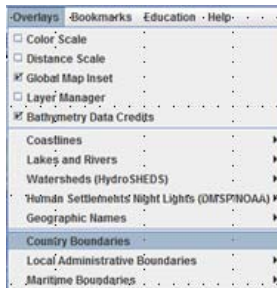 Overlays Bookmarks Education Help
Color Scale
Distance Scale
Global Map Inset
Layer Manager
Bathymetry Data Credits
Coastlines
Lakes and Rivers
Watersheds (HydroSHEDS)
Human Settlements Night Lights (DMSP/NOAA)
Geographic Names
Country Boundaries
Local Administrative Boundaries
Maritime Boundaries